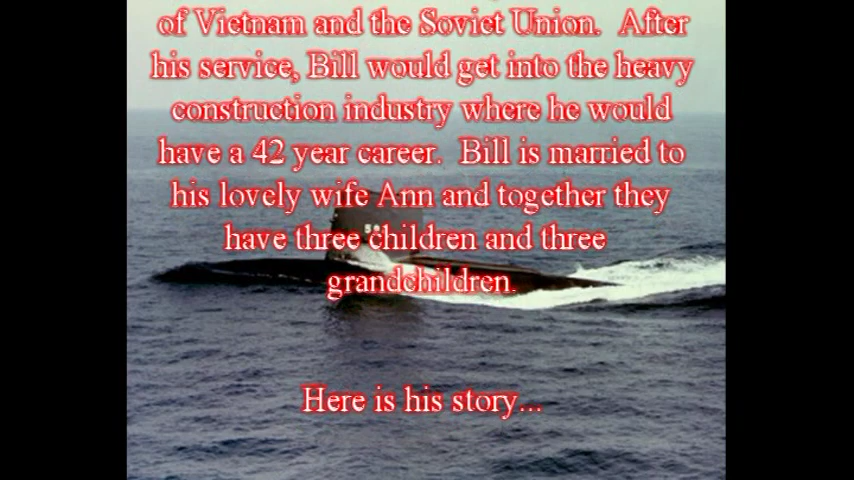 of Vietnam and the Soviet Union. After
his service, Bill would get into the heavy
construction industry where he would
have a 42 year career. Bill is married to
his lovely wife Ann and together they
have three children and three
grandchildren.
Here is his story...